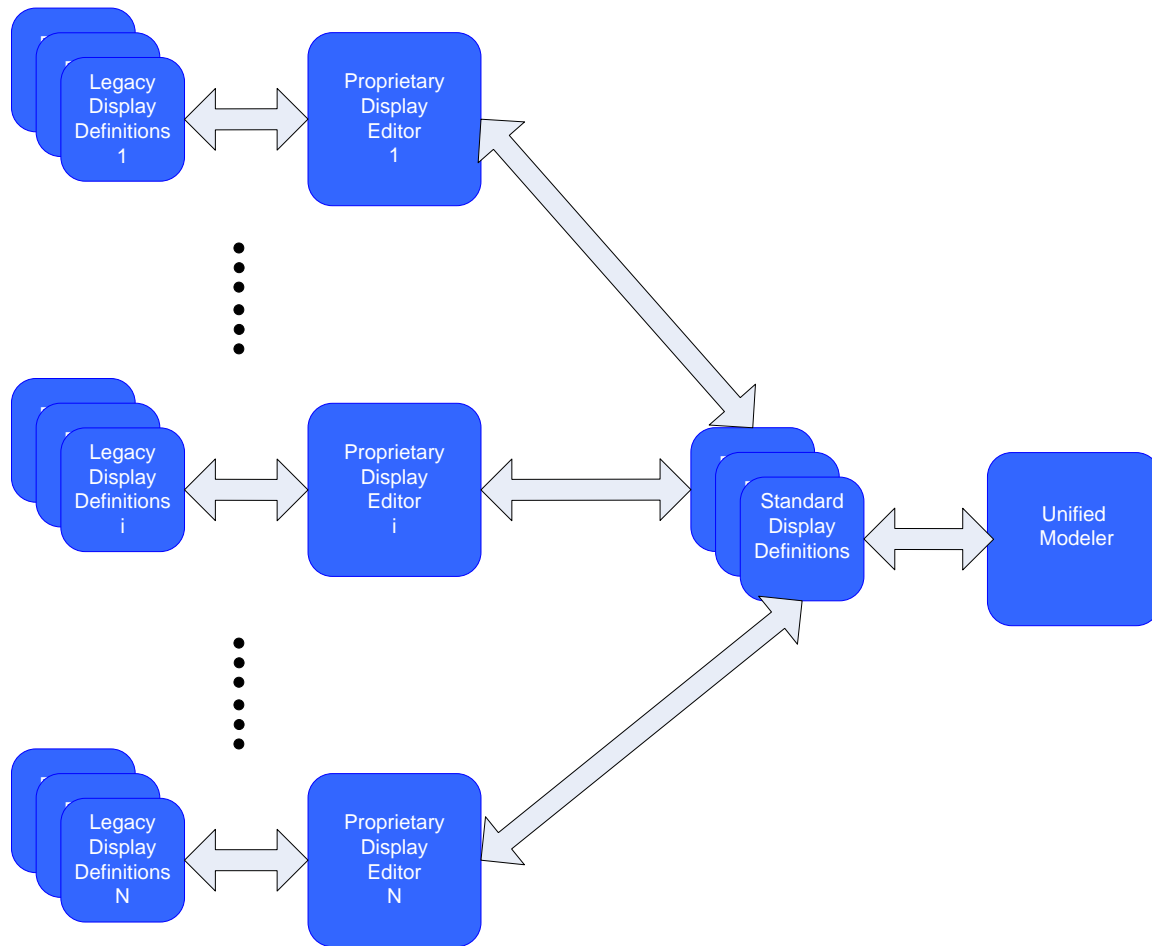 Legacy
Display
Definitions
1
Proprietary
Display
Editor
1
Legacy
Display
Definitions
i
Proprietary
Display
Editor
i
Standard
Display
Definitions
Unified
Modeler
Legacy
Display
Definitions
N
Proprietary
Display
Editor
N